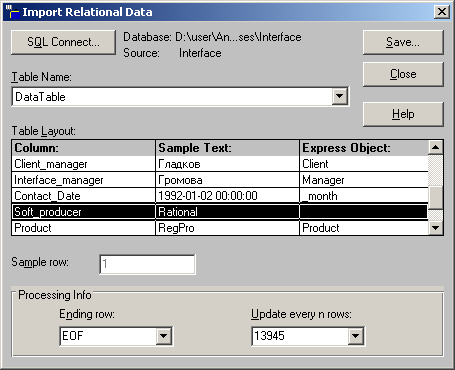 Import Relational Data
SQL Connect...
Database: D:\user\An...ses\Interface
Source: Interface
Save...
Table Name:
DataTable
Close
Help
Table Layout:
Column: Sample Text: Express Object:
Client_manager Гладков Client
Interface_manager Громова Manager
Contact_Date 1992-01-02 00:00:00 _month
Soft_producer Rational
Product RegPro Product
Sample row: 1
Processing Info
Ending row: Update every n rows:
EOF 13945